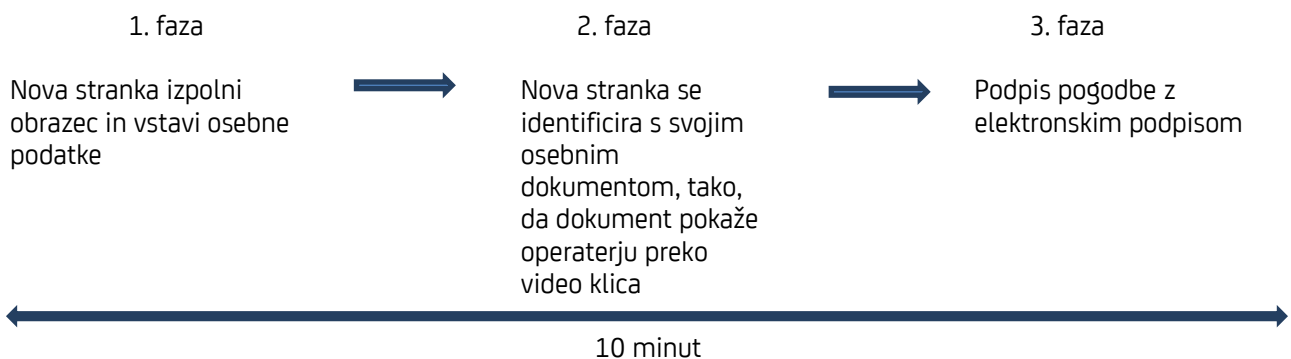 1. faza
Nova stranka izpolni
obrazec in vstavi osebne
podatke
2. faza
Nova stranka se
identificira s svojim
osebnim
dokumentom, tako,
da dokument pokaže
operaterju preko
video klica
3. faza
Podpis pogodbe z
elektronskim podpisom
10 minut